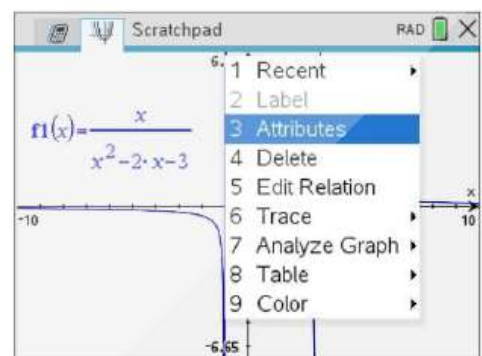 Scratchpad RAD
6.
1 Recent
2 Label
3 Attributes
4 Delete
5 Edit Relation
6 Trace
7 Analyze Graph
8 Table
9 Color
f1(x)=x/(x²-2·x-3)
-10
x
10
-6.65